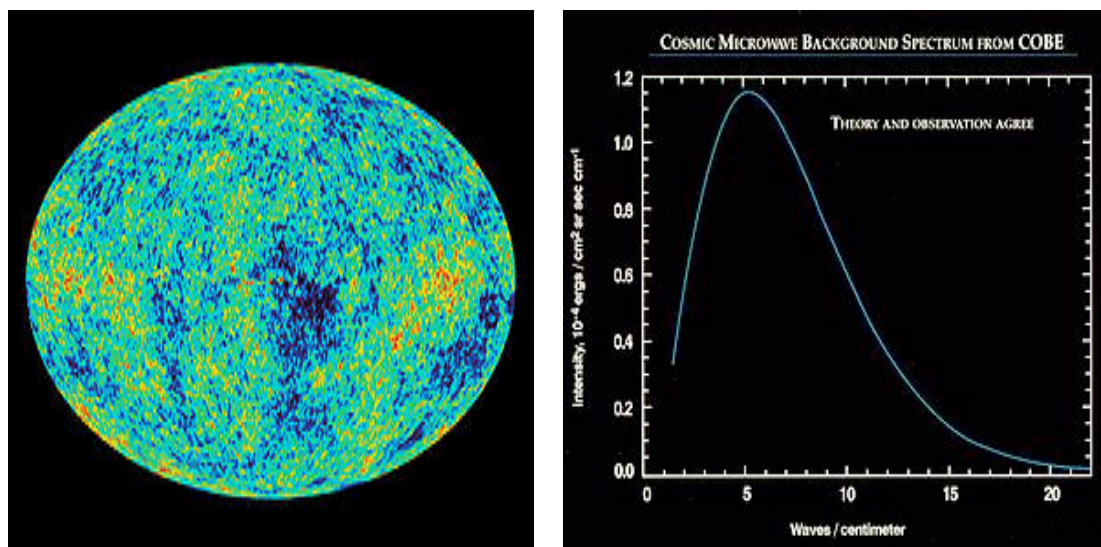 COSMIC MICROWAVE BACKGROUND SPECTRUM FROM COBE
THEORY AND OBSERVATION AGREE
Intensity, 10⁻⁴ ergs / cm² sr sec cm⁻¹
1.2
1.0
0.8
0.6
0.4
0.2
0.0
0 5 10 15 20
Waves / centimeter